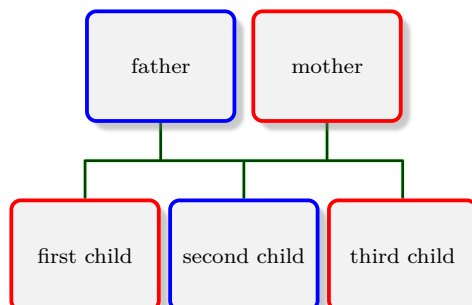 father
mother
first child
second child
third child